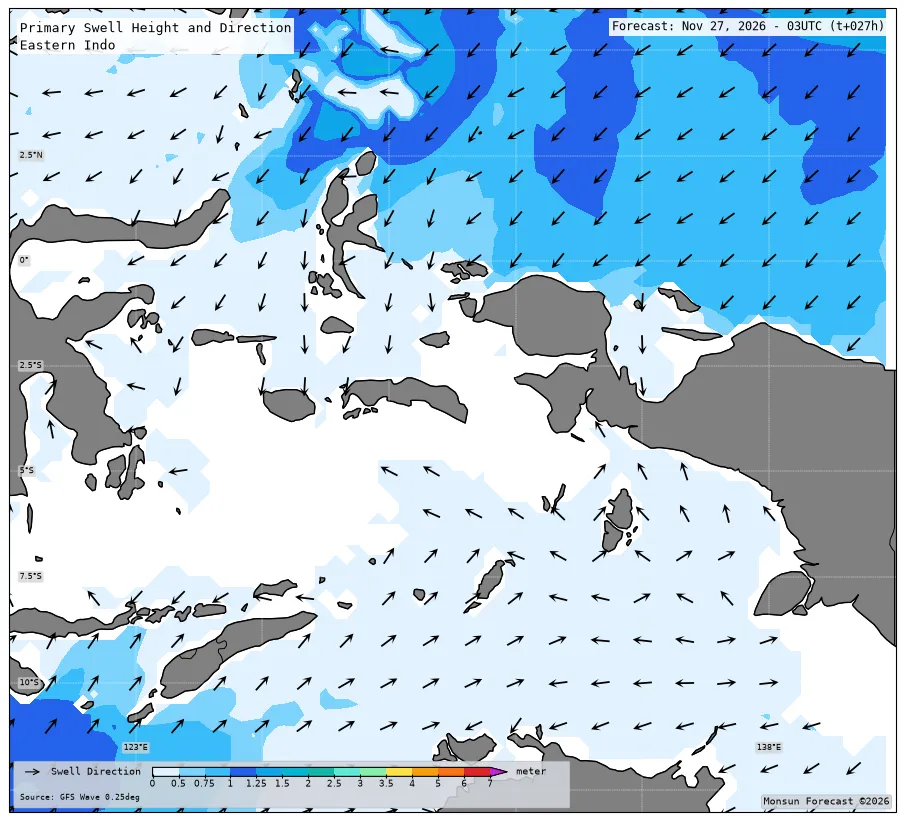 Primary Swell Height and Direction
Eastern Indo
Forecast: Nov 27, 2026 - 03UTC (t+027h)
2.5°N
0°
2.5°S
5°S
7.5°S
10°S
123°E
138°E
Swell Direction
0 0.5 0.75 1 1.25 1.5 2 2.5 3 3.5 4 5 6 7
meter
Source: GFS Wave 0.25deg
Monsun Forecast ©2026